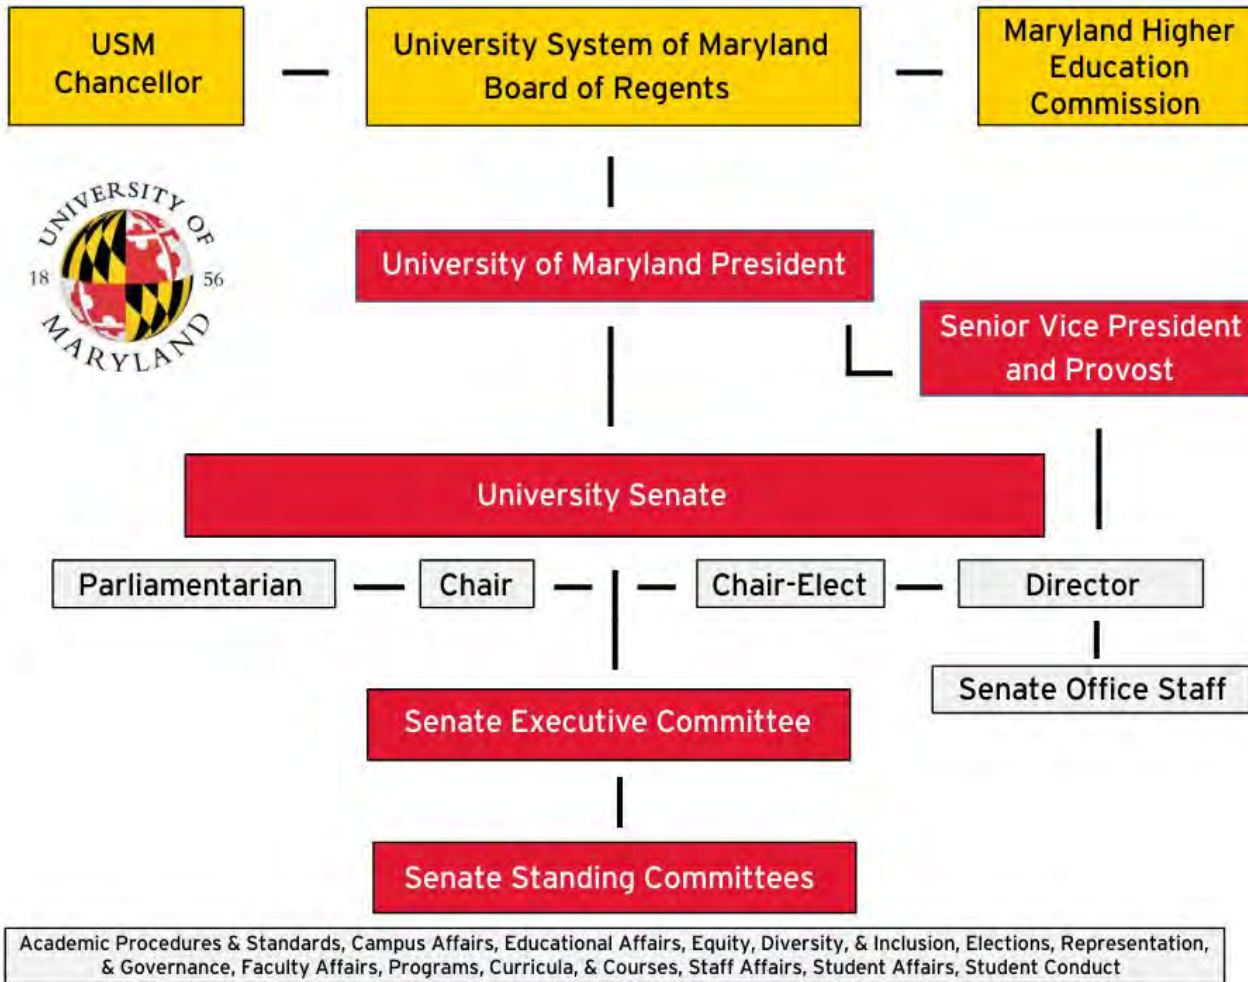 USM
Chancellor
University System of Maryland
Board of Regents
Maryland Higher
Education
Commission
UNIVERSITY OF
18 56
MARYLAND
University of Maryland President
Senior Vice President
and Provost
University Senate
Parliamentarian
Chair
Chair-Elect
Director
Senate Office Staff
Senate Executive Committee
Senate Standing Committees
Academic Procedures & Standards, Campus Affairs, Educational Affairs, Equity, Diversity, & Inclusion, Elections, Representation,
& Governance, Faculty Affairs, Programs, Curricula, & Courses, Staff Affairs, Student Affairs, Student Conduct